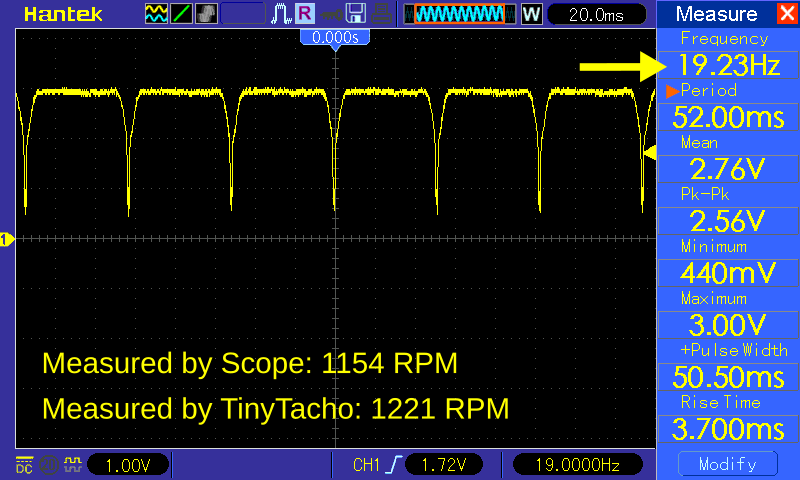 Hantek
R
W
20.0ms
Measure
0.000s
Frequency
19.23Hz
Period
52.00ms
Mean
2.76V
Pk-Pk
2.56V
Minimum
440mV
Maximum
3.00V
+Pulse Width
50.50ms
Rise Time
3.700ms
Modify
1
Measured by Scope: 1154 RPM
Measured by TinyTacho: 1221 RPM
DC
1.00V
CH1
1.72V
19.0000Hz